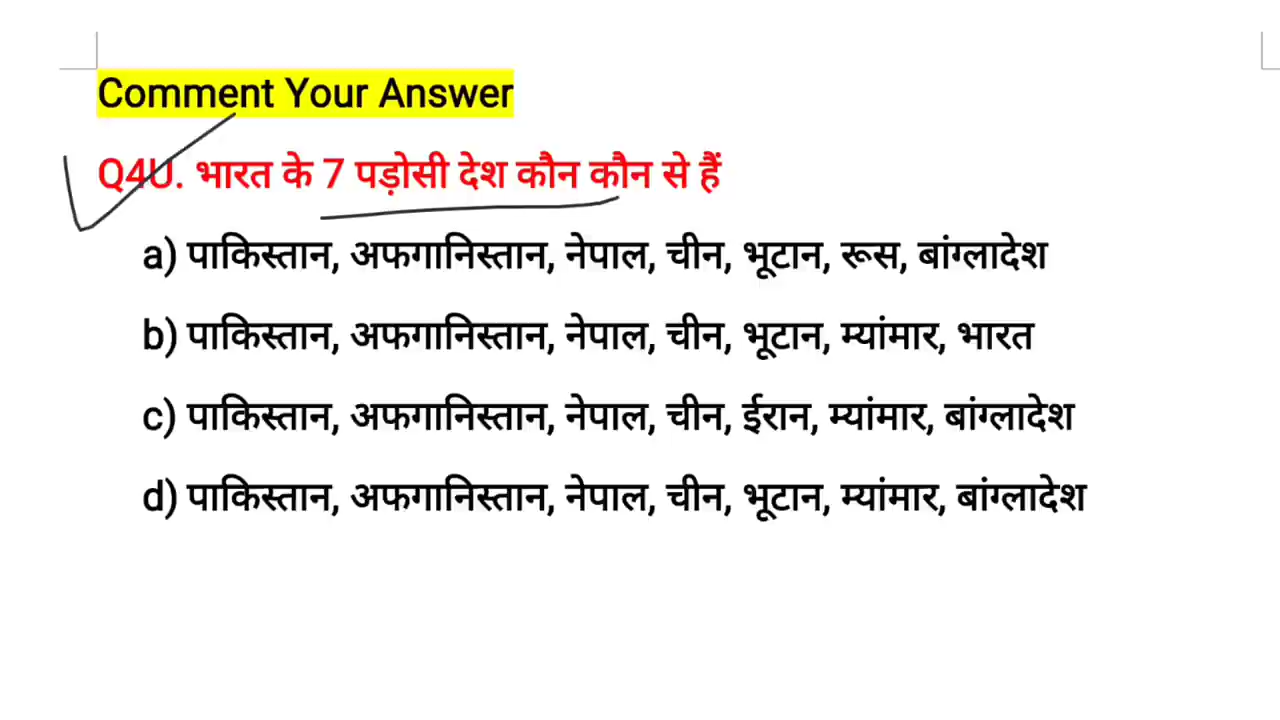 Comment Your Answer
Q4U. भारत के 7 पड़ोसी देश कौन कौन से हैं
a) पाकिस्तान, अफगानिस्तान, नेपाल, चीन, भूटान, रूस, बांग्लादेश
b) पाकिस्तान, अफगानिस्तान, नेपाल, चीन, भूटान, म्यांमार, भारत
c) पाकिस्तान, अफगानिस्तान, नेपाल, चीन, ईरान, म्यांमार, बांग्लादेश
d) पाकिस्तान, अफगानिस्तान, नेपाल, चीन, भूटान, म्यांमार, बांग्लादेश